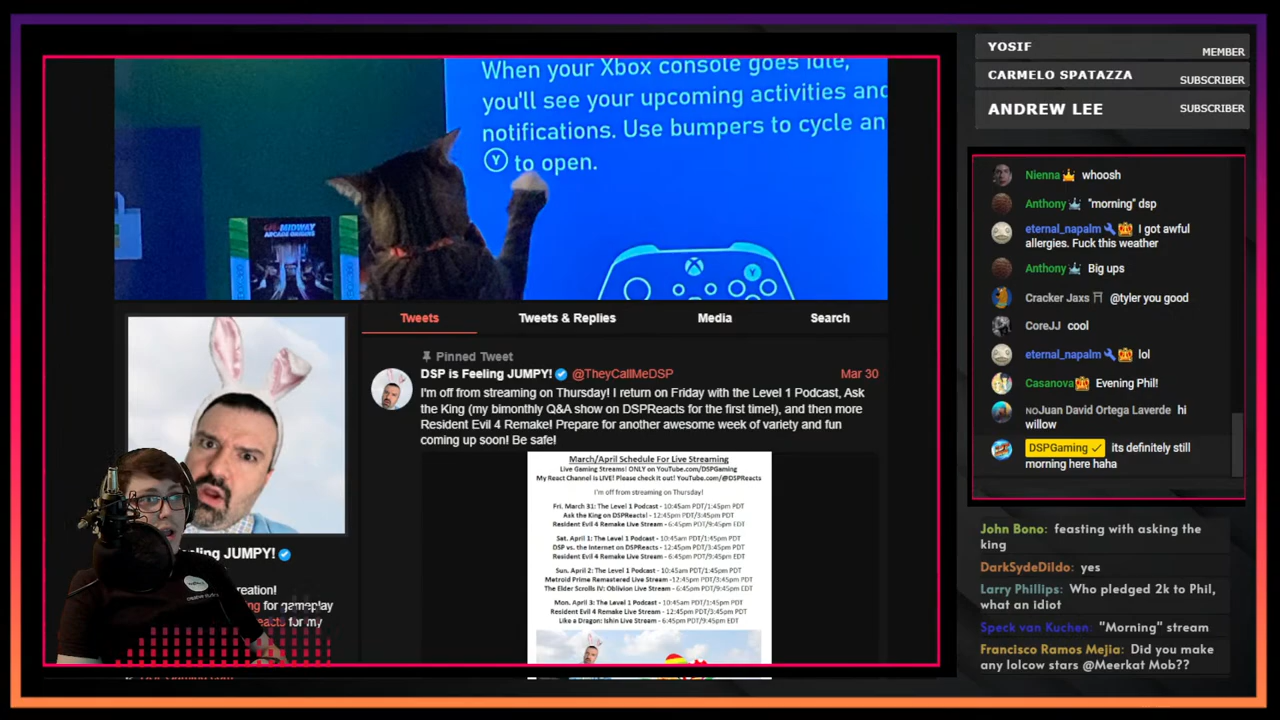 When your Xbox console goes idle,
you'll see your upcoming activities and
notifications. Use bumpers to cycle an
Y to open.
MIDWAY
ARCADE ORIGINS
Tweets
Tweets & Replies
Media
Search
Pinned Tweet
DSP is Feeling JUMPY! @TheyCallMeDSP
Mar 30
I'm off from streaming on Thursday! I return on Friday with the Level 1 Podcast, Ask
the King (my bimonthly Q&A show on DSPReacts for the first time!), and then more
Resident Evil 4 Remake! Prepare for another awesome week of variety and fun
coming up soon! Be safe!
March/April Schedule For Live Streaming
Live Gaming Streams! ONLY on YouTube.com/DSPGaming
My React Channel is LIVE! Please check it out! YouTube.com/@DSPReacts
I'm off from streaming on Thursday!
Fri. March 31: The Level 1 Podcast - 10:45am PDT/1:45pm PDT
Ask the King on DSPReacts! - 12:45pm PDT/3:45pm PDT
Resident Evil 4 Remake Live Stream - 6:45pm PDT/9:45pm EDT
Sat. April 1: The Level 1 Podcast - 10:45am PDT/1:45pm PDT
DSP vs. the Internet on DSPReacts - 12:45pm PDT/3:45pm PDT
Resident Evil 4 Remake Live Stream - 6:45pm PDT/9:45pm EDT
Sun. April 2: The Level 1 Podcast - 10:45am PDT/1:45pm PDT
Metroid Prime Remastered Live Stream -12:45pm PDT/3:45pm PDT
The Elder Scrolls IV: Oblivion Live Stream - 6:45pm PDT/9:45pm EDT
Mon. April 3: The Level 1 Podcast - 10:45am PDT/1:45pm PDT
Resident Evil 4 Remake Live Stream - 12:45pm PDT/3:45pm PDT
Like a Dragon: Ishin Live Stream - 6:45pm PDT/9:45pm EDT
eeling JUMPY!
reation!
ng for gameplay
eacts for my
YOSIF
MEMBER
CARMELO SPATAZZA
SUBSCRIBER
ANDREW LEE
SUBSCRIBER
Nienna whoosh
Anthony "morning" dsp
eternal_napalm I got awful
allergies. Fuck this weather
Anthony Big ups
Cracker Jaxs @tyler you good
CoreJJ cool
eternal_napalm lol
Casanova Evening Phil!
NoJuan David Ortega Laverde hi
willow
DSPGaming its definitely still
morning here haha
John Bono: feasting with asking the
king
DarkSydeDildo: yes
Larry Phillips: Who pledged 2k to Phil,
what an idiot
Speck van Kuchen: "Morning" stream
Francisco Ramos Mejia: Did you make
any lolcow stars @Meerkat Mob??